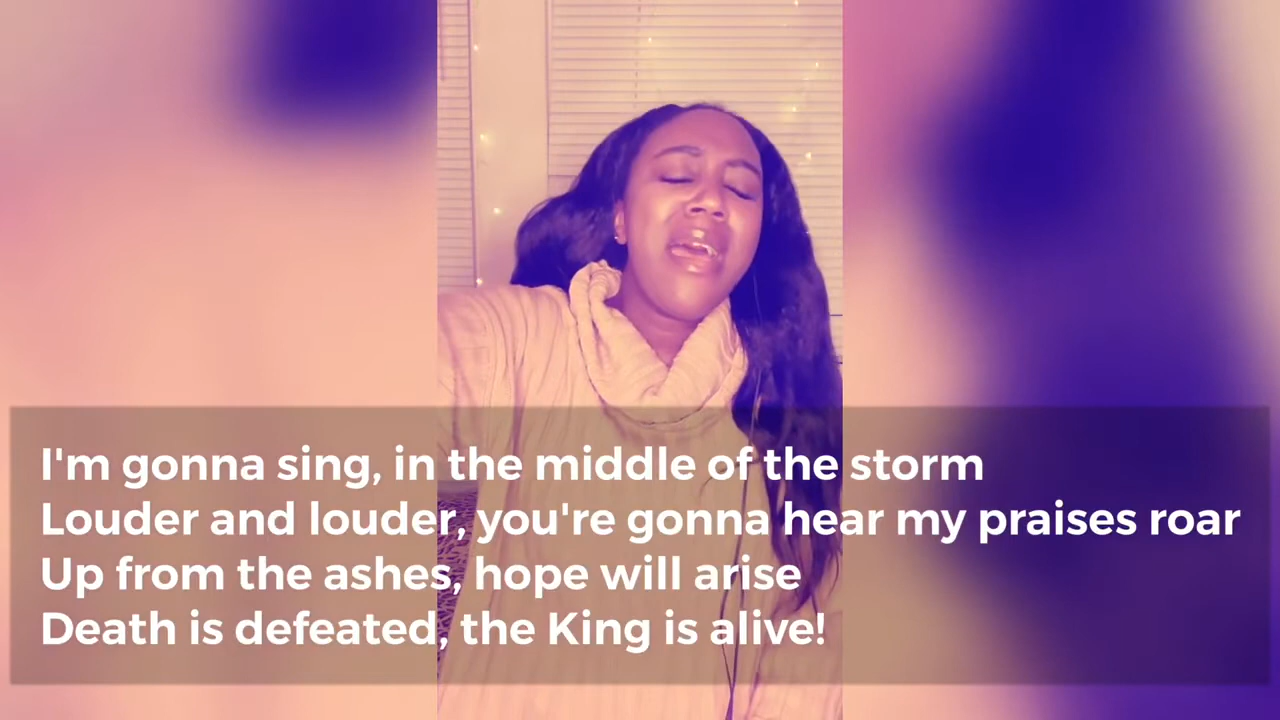 I'm gonna sing, in the middle of the storm
Louder and louder, you're gonna hear my praises roar
Up from the ashes, hope will arise
Death is defeated, the King is alive!